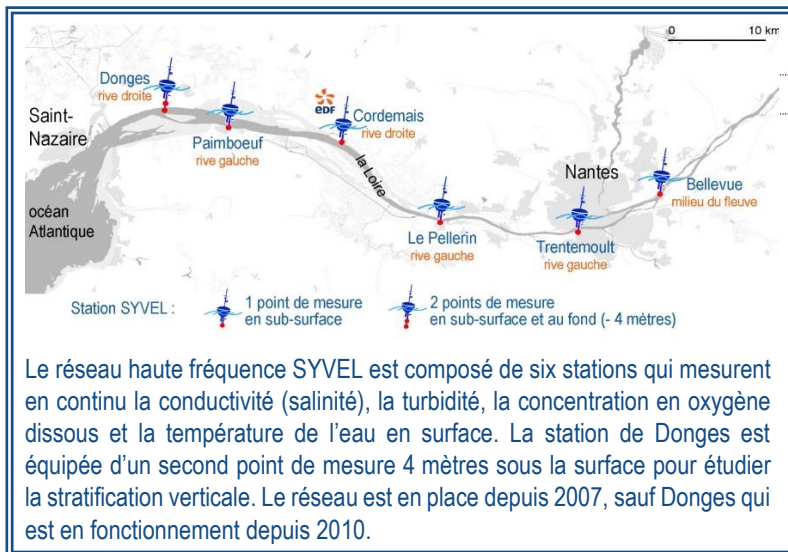 0 10 km
Donges
rive droite
eDF
Cordemais
rive droite
Saint-
Nazaire
Paimboeuf
rive gauche
la Loire
Nantes
Bellevue
milieu du fleuve
océan
Atlantique
Le Pellerin
rive gauche
Trentemoult
rive gauche
Station SYVEL :
1 point de mesure
en sub-surface
2 points de mesure
en sub-surface et au fond (- 4 mètres)
Le réseau haute fréquence SYVEL est composé de six stations qui mesurent
en continu la conductivité (salinité), la turbidité, la concentration en oxygène
dissous et la température de l’eau en surface. La station de Donges est
équipée d’un second point de mesure 4 mètres sous la surface pour étudier
la stratification verticale. Le réseau est en place depuis 2007, sauf Donges qui
est en fonctionnement depuis 2010.